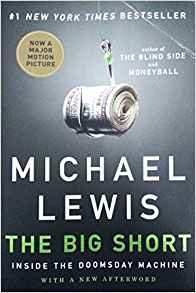 #1 NEW YORK TIMES BESTSELLER
NOW A
MAJOR
MOTION
PICTURE
author of
THE BLIND SIDE
and
MONEYBALL
MICHAEL
LEWIS
THE BIG SHORT
INSIDE THE DOOMSDAY MACHINE
WITH A NEW AFTERWORD